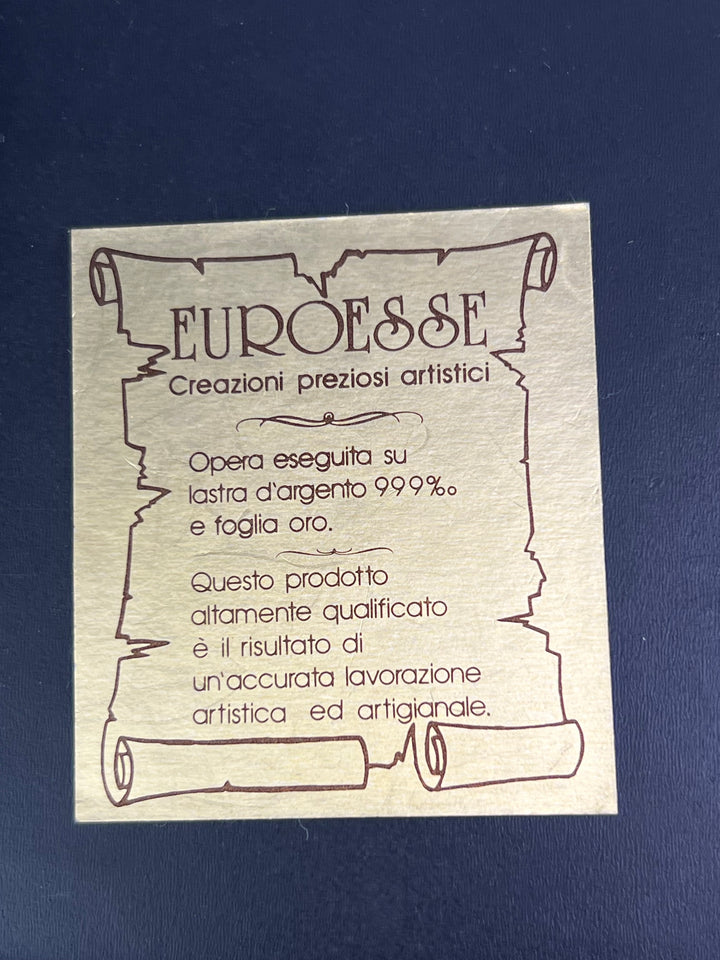 EUROESSE
Creazioni preziosi artistici
Opera eseguita su
lastra d'argento 999‰
e foglia oro.
Questo prodotto
altamente qualificato
è il risultato di
un'accurata lavorazione
artistica ed artigianale.